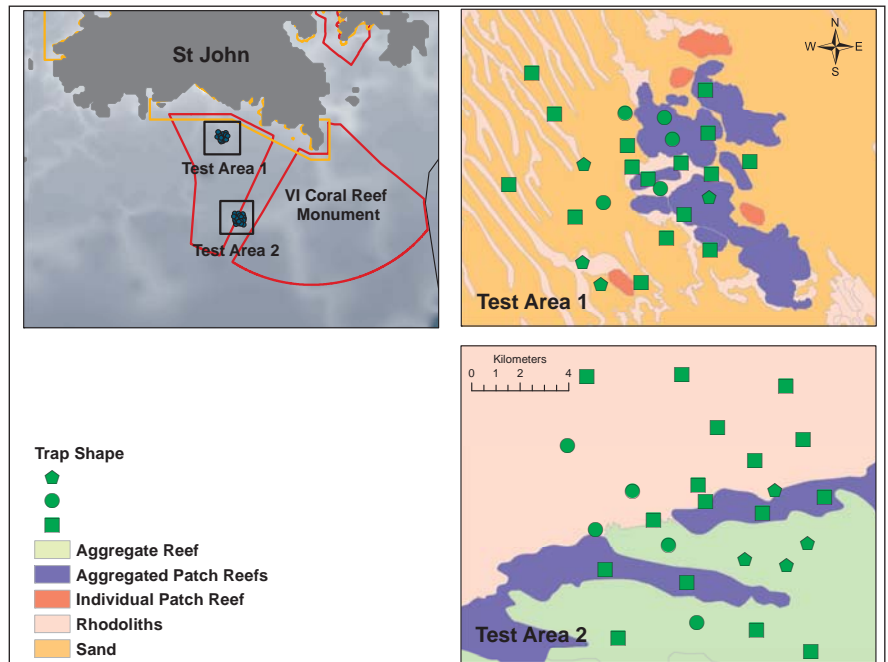 St John
Test Area 1
VI Coral Reef
Monument
Test Area 2
N
W E
S
Test Area 1
Kilometers
0 1 2 4
Test Area 2
Trap Shape
Aggregate Reef
Aggregated Patch Reefs
Individual Patch Reef
Rhodoliths
Sand